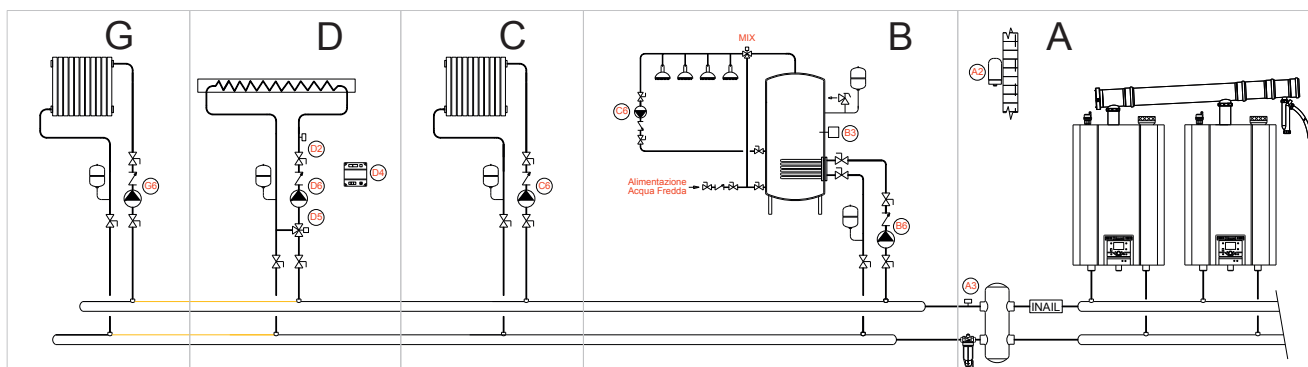 G
D
C
B
A
MIX
A2
C6
B3
D2
D4
G6
D6
C6
Alimentazione
Acqua Fredda
D5
B6
A3
INAIL